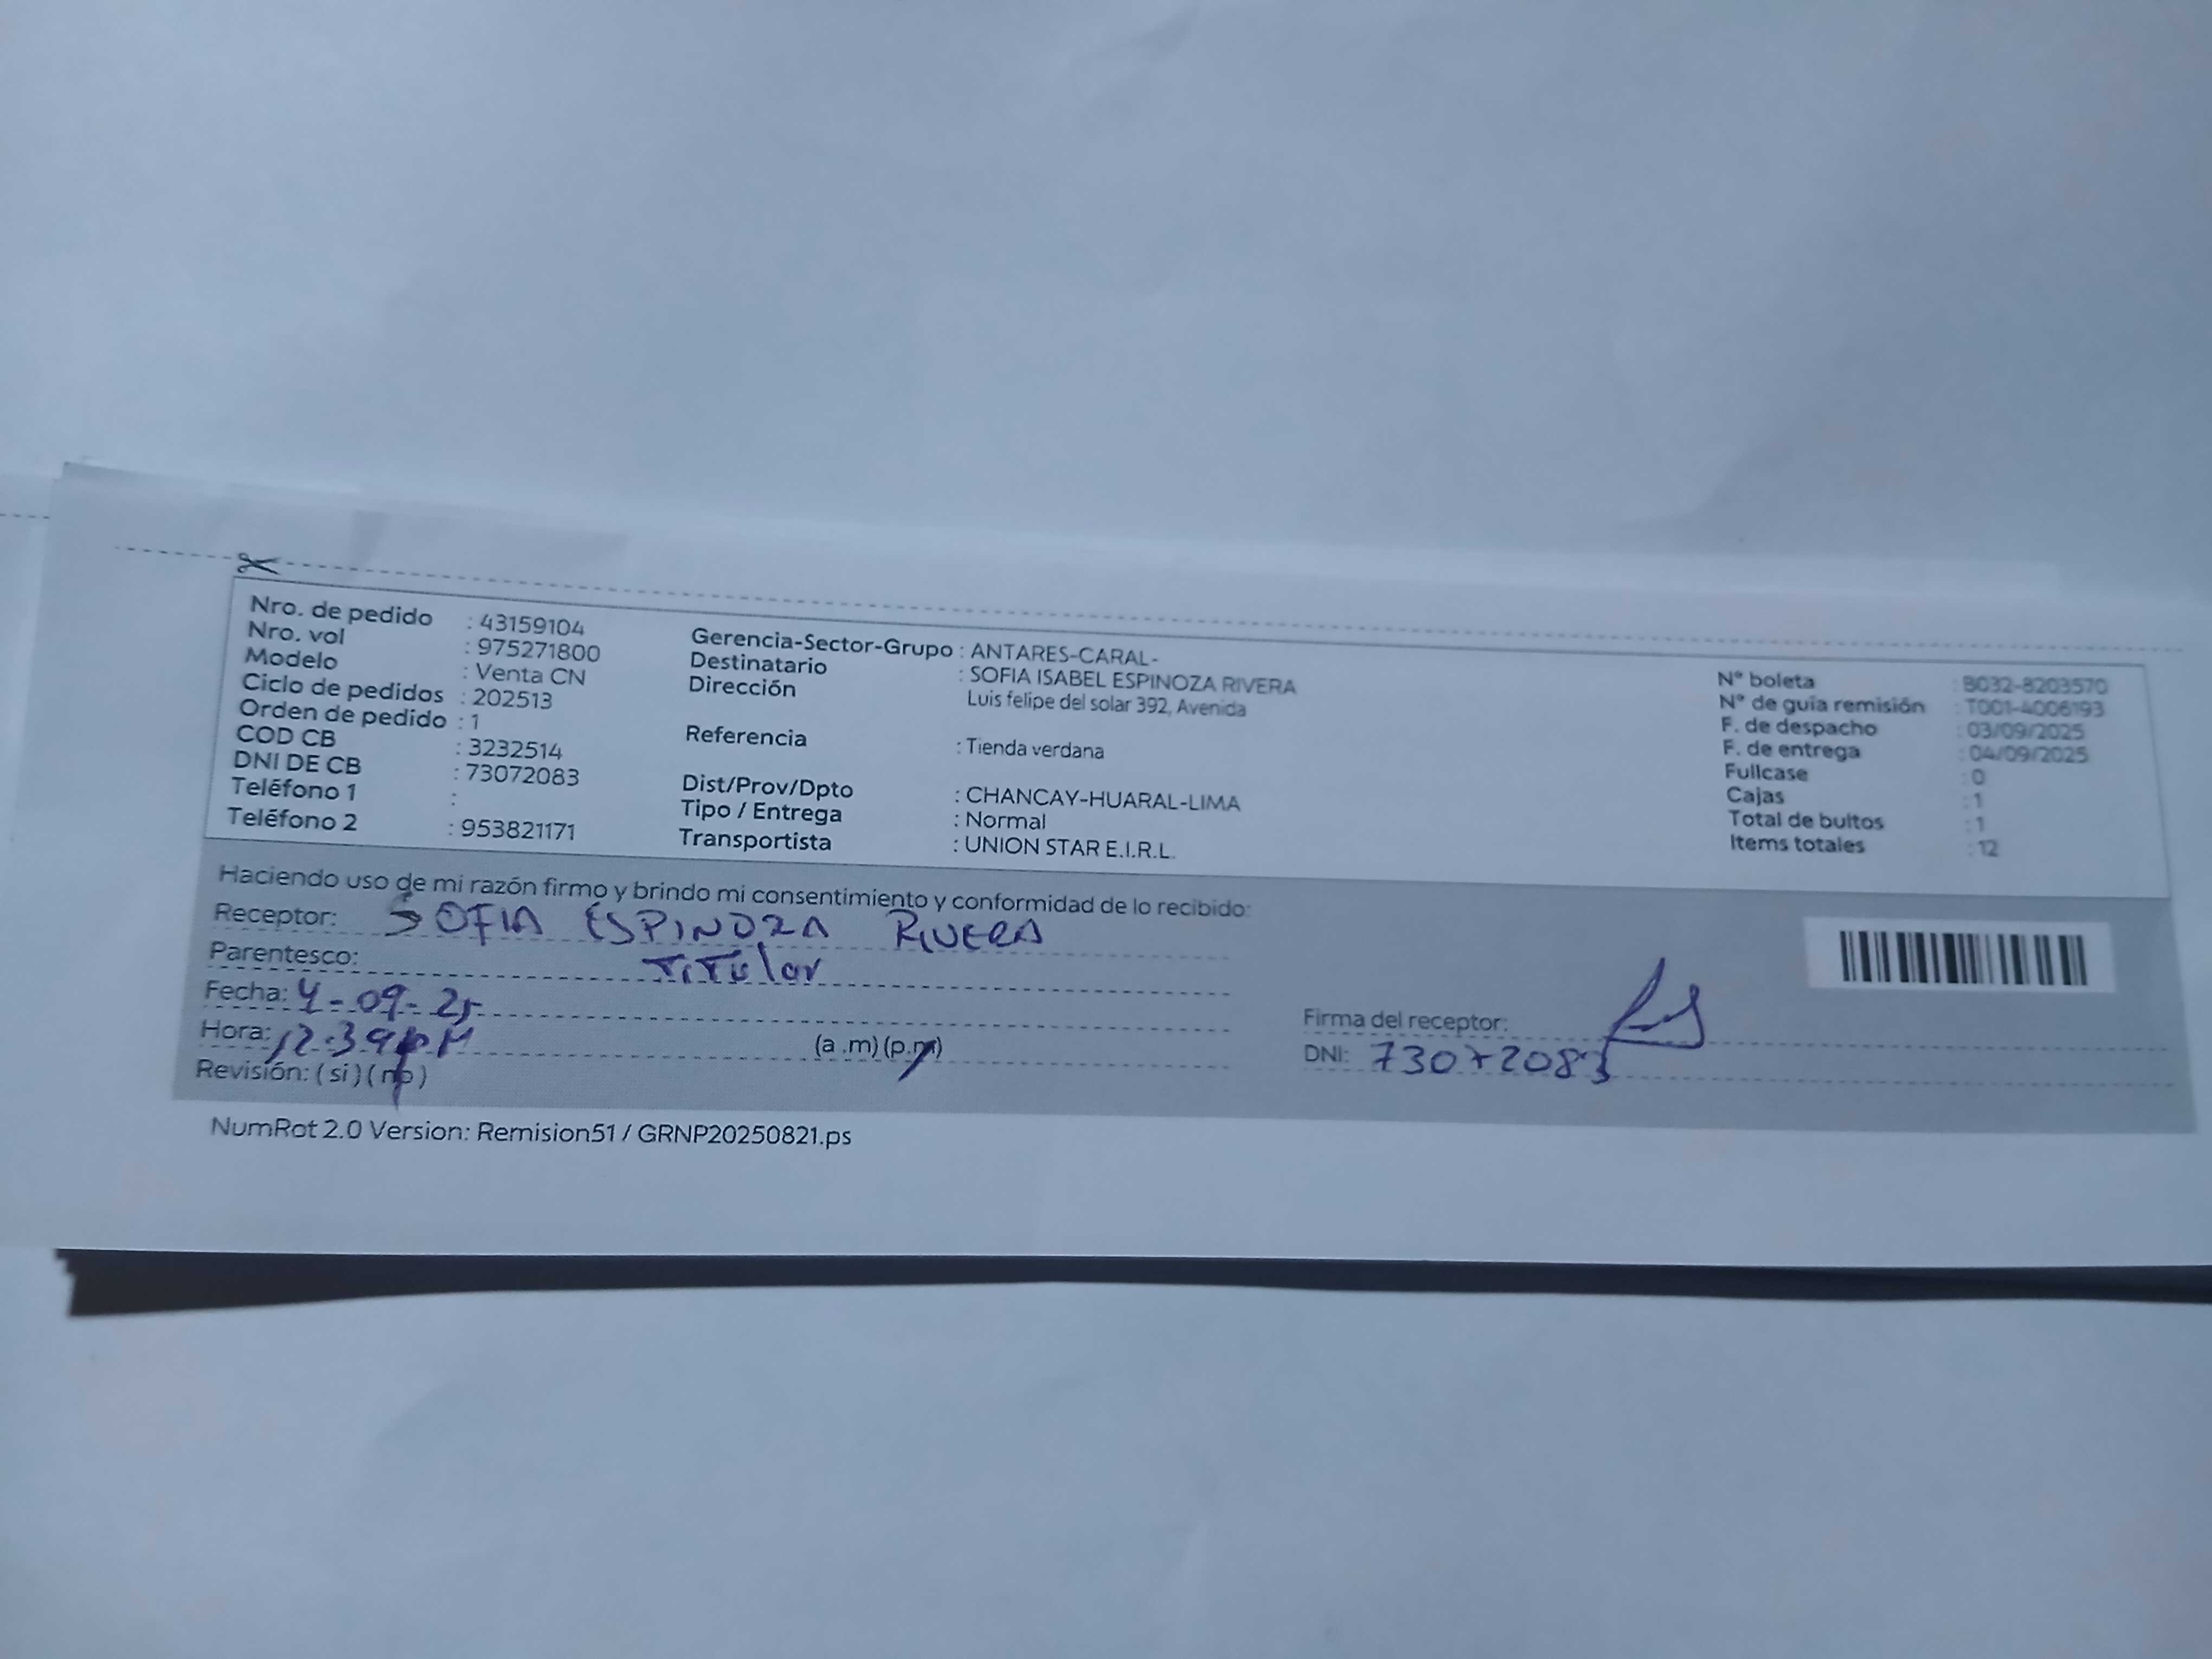 Nro. de pedido : 43159104
Nro. vol : 975271800
Modelo : Venta CN
Ciclo de pedidos : 202513
Orden de pedido : 1
COD CB : 3232514
DNI DE CB : 73072083
Teléfono 1 :
Teléfono 2 : 953821171
Gerencia-Sector-Grupo : ANTARES-CARAL-
Destinatario : SOFIA ISABEL ESPINOZA RIVERA
Dirección Luis felipe del solar 392, Avenida
Referencia : Tienda verdana
Dist/Prov/Dpto : CHANCAY-HUARAL-LIMA
Tipo / Entrega : Normal
Transportista : UNION STAR E.I.R.L.
N° boleta : B032-8203570
N° de guia remisión : T001-4006193
F. de despacho : 03/09/2025
F. de entrega : 04/09/2025
Fullcase : 0
Cajas : 1
Total de bultos : 1
Items totales : 12
Haciendo uso de mi razón firmo y brindo mi consentimiento y conformidad de lo recibido:
Receptor: SOFIA ESPINOZA RIVERA
Parentesco: Titular
Fecha: 4-09-25
Hora: 12:39 pM (a .m) (p.m)
Revisión: ( si ) ( no )
Firma del receptor:
DNI: 73072083
NumRot 2.0 Version: Remision51 / GRNP20250821.ps